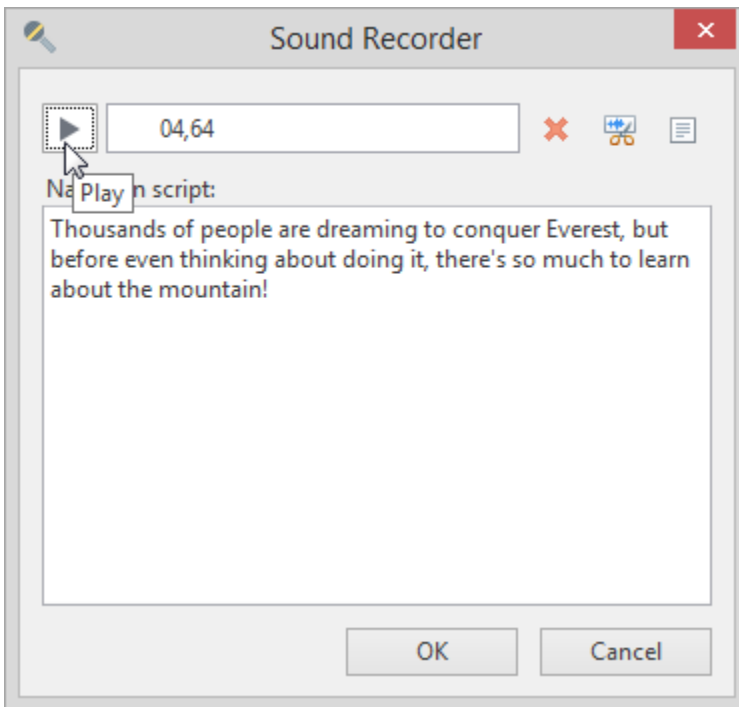 Sound Recorder
04,64
Play
Na n script:
Thousands of people are dreaming to conquer Everest, but
before even thinking about doing it, there's so much to learn
about the mountain!
OK Cancel